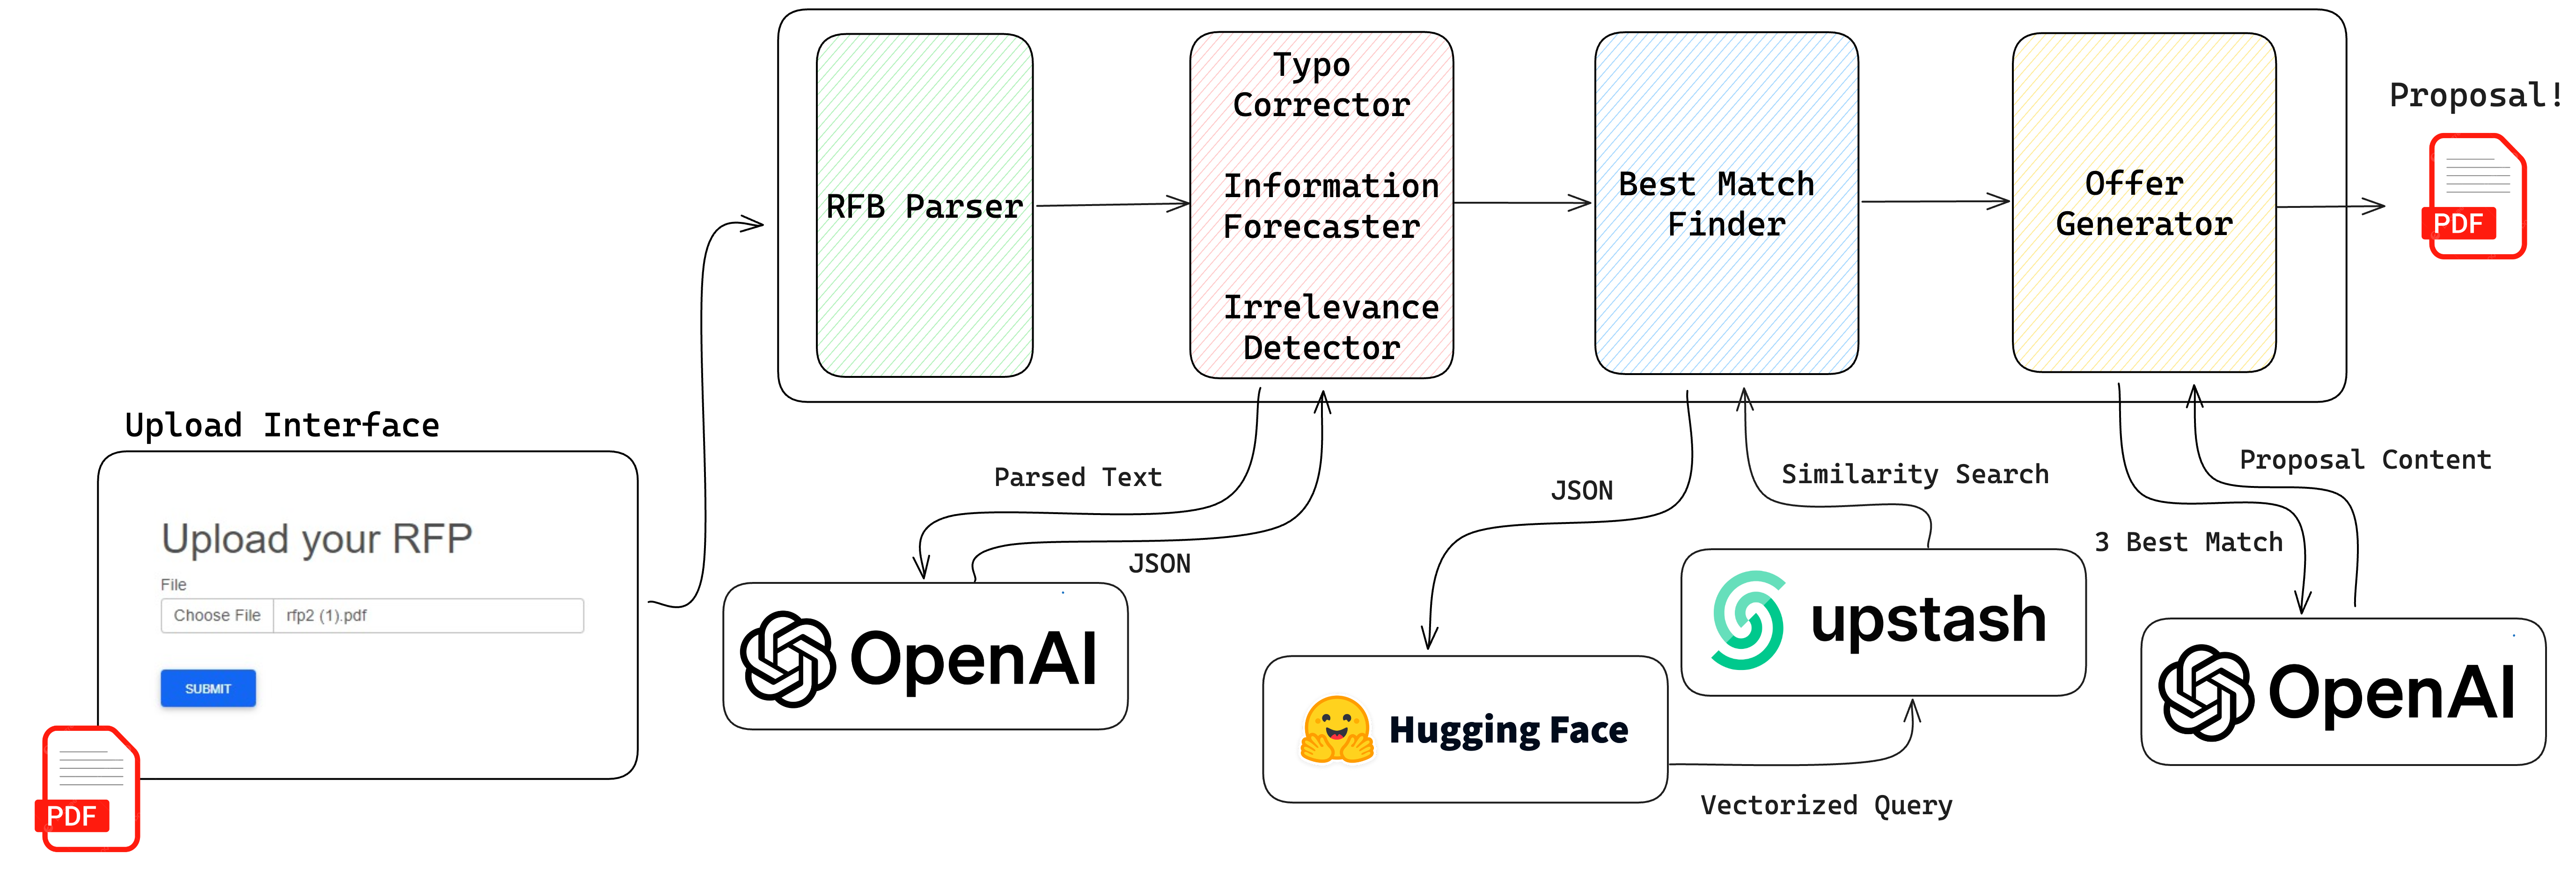 Proposal!
PDF
RFB Parser
Typo
Corrector
Information
Forecaster
Irrelevance
Detector
Best Match
Finder
Offer
Generator
Upload Interface
Upload your RFP
File
Choose File rfp2 (1).pdf
SUBMIT
PDF
Parsed Text
JSON
OpenAI
JSON
Similarity Search
Hugging Face
upstash
Vectorized Query
Proposal Content
3 Best Match
OpenAI